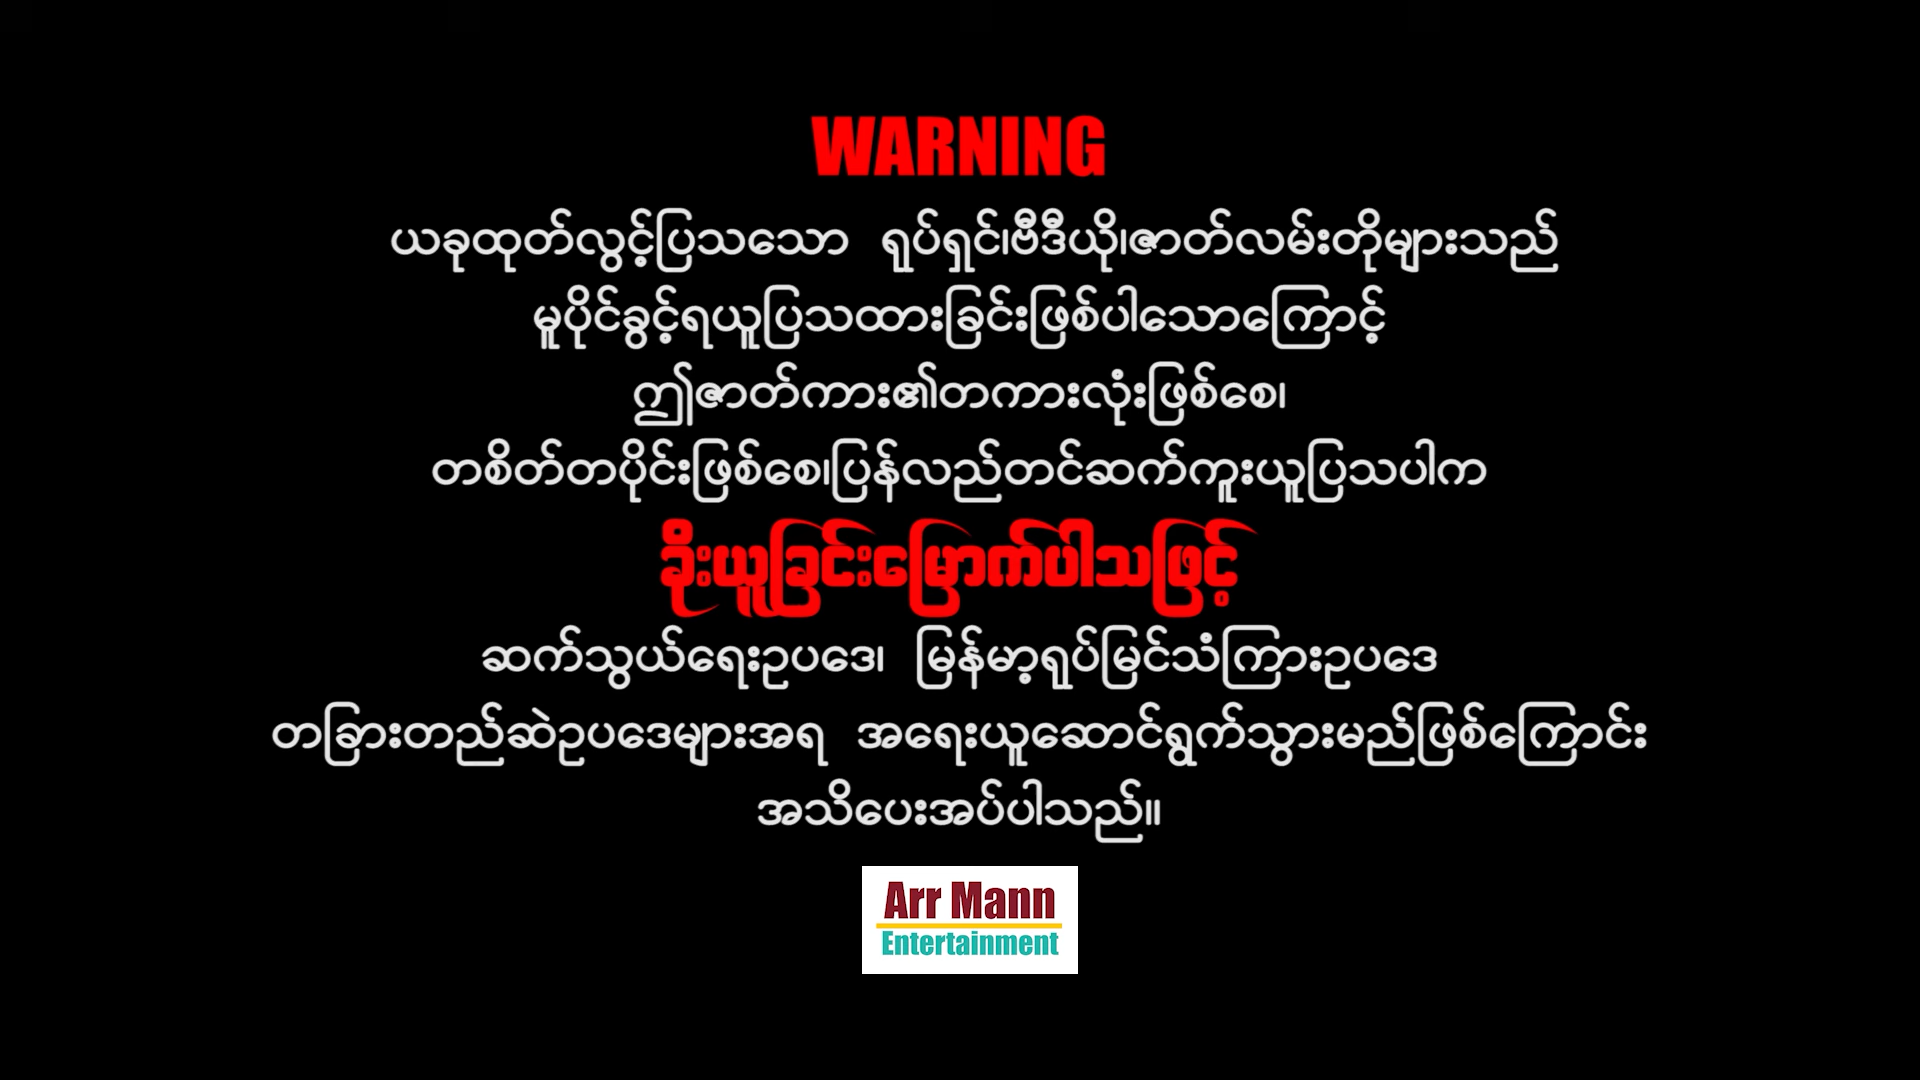 WARNING
ယခုထုတ်လွှင့်ပြသသော ရုပ်ရှင်၊ဗီဒီယို၊ဇာတ်လမ်းတိုများသည်
မူပိုင်ခွင့်ရယူပြသထားခြင်းဖြစ်ပါသောကြောင့်
ဤဇာတ်ကား၏တကားလုံးဖြစ်စေ၊
တစိတ်တပိုင်းဖြစ်စေ၊ပြန်လည်တင်ဆက်ကူးယူပြသပါက
ခိုးယူခြင်းမြောက်ပါသဖြင့်
ဆက်သွယ်ရေးဥပဒေ၊ မြန်မာ့ရုပ်မြင်သံကြားဥပဒေ
တခြားတည်ဆဲဥပဒေများအရ အရေးယူဆောင်ရွက်သွားမည်ဖြစ်ကြောင်း
အသိပေးအပ်ပါသည်။
Arr Mann
Entertainment